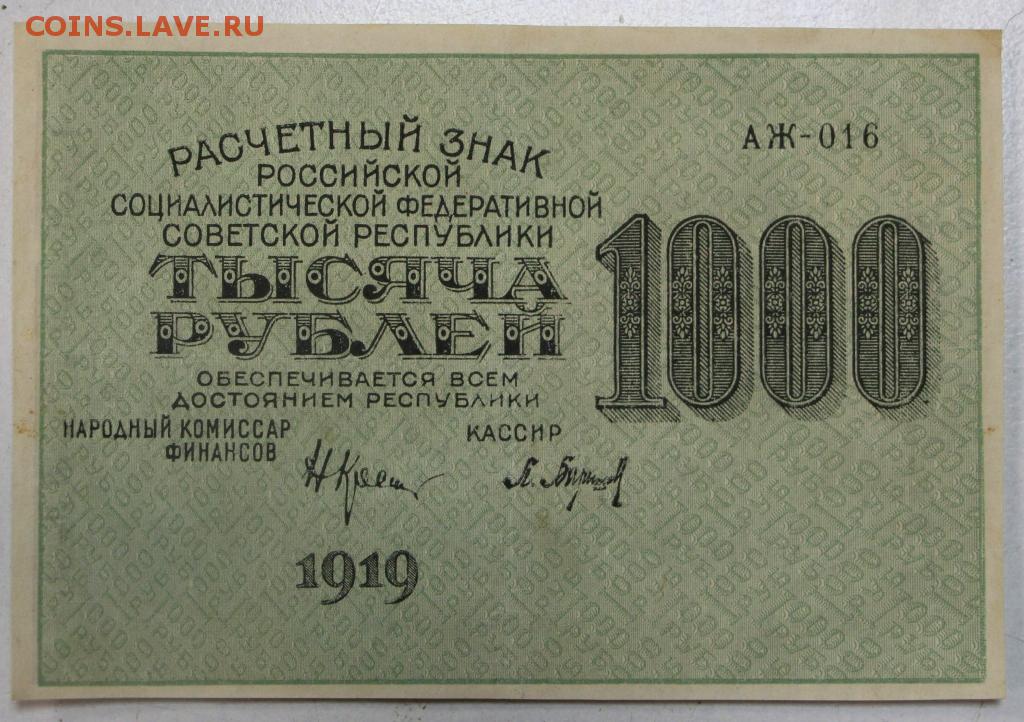 COINS.LAVE.RU
АЖ-016
РАСЧЕТНЫЙ ЗНАК
РОССИЙСКОЙ
СОЦИАЛИСТИЧЕСКОЙ ФЕДЕРАТИВНОЙ
СОВЕТСКОЙ РЕСПУБЛИКИ
ТЫСЯЧА
РУБЛЕЙ
1000
ОБЕСПЕЧИВАЕТСЯ ВСЕМ
ДОСТОЯНИЕМ РЕСПУБЛИКИ
НАРОДНЫЙ КОМИССАР
ФИНАНСОВ
КАССИР
1919